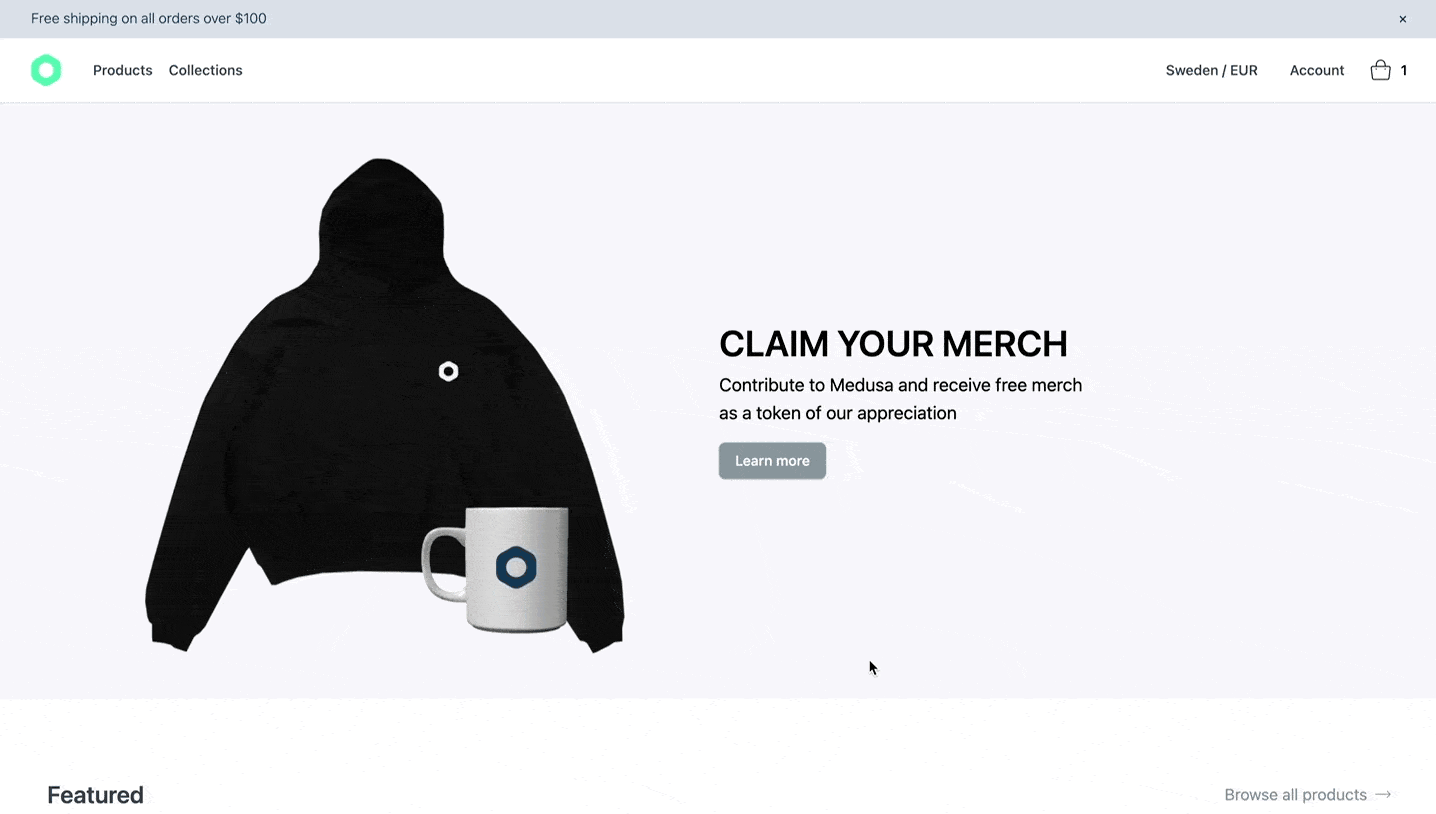 Free shipping on all orders over $100
×
Products Collections
Sweden / EUR Account 1
CLAIM YOUR MERCH
Contribute to Medusa and receive free merch
as a token of our appreciation
Learn more
Featured
Browse all products →